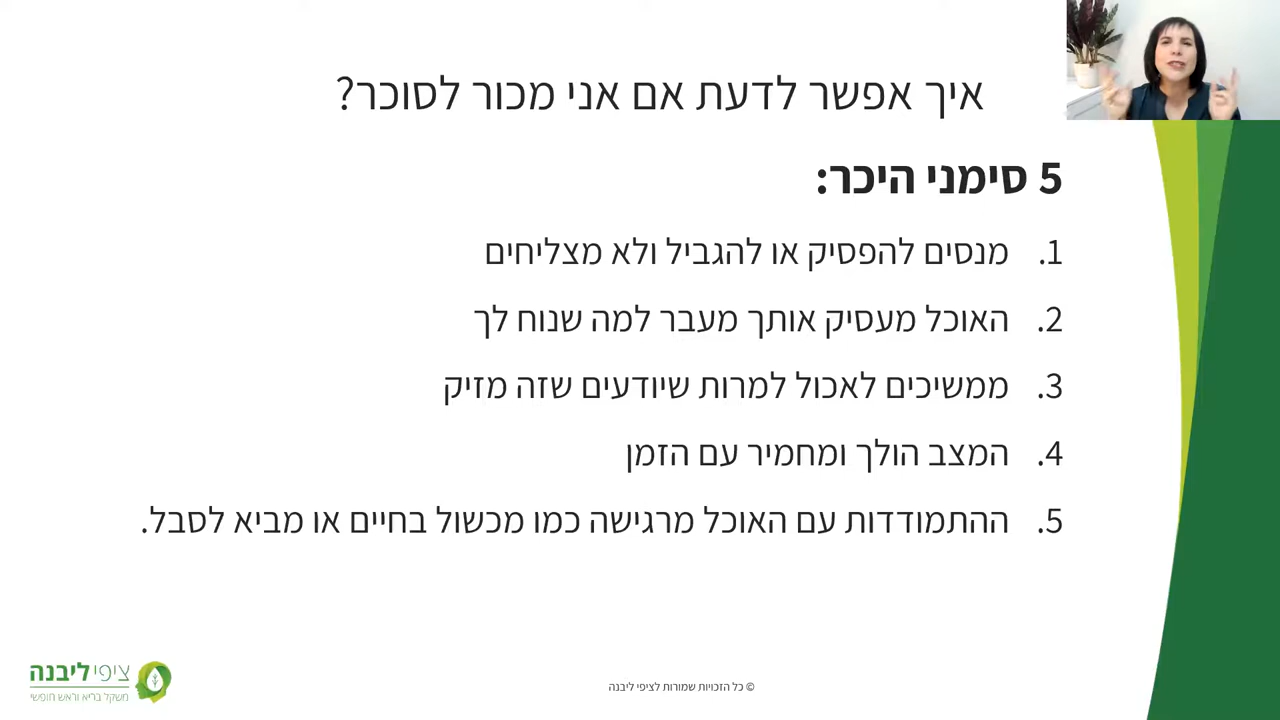 איך אפשר לדעת אם אני מכור לסוכר?
5 סימני היכר:
1. מנסים להפסיק או להגביל ולא מצליחים
2. האוכל מעסיק אותך מעבר למה שנוח לך
3. ממשיכים לאכול למרות שיודעים שזה מזיק
4. המצב הולך ומחמיר עם הזמן
5. ההתמודדות עם האוכל מרגישה כמו מכשול בחיים או מביא לסבל.
ציפי ליבנה
משקל בריא וראש חופשי
© כל הזכויות שמורות לציפי ליבנה